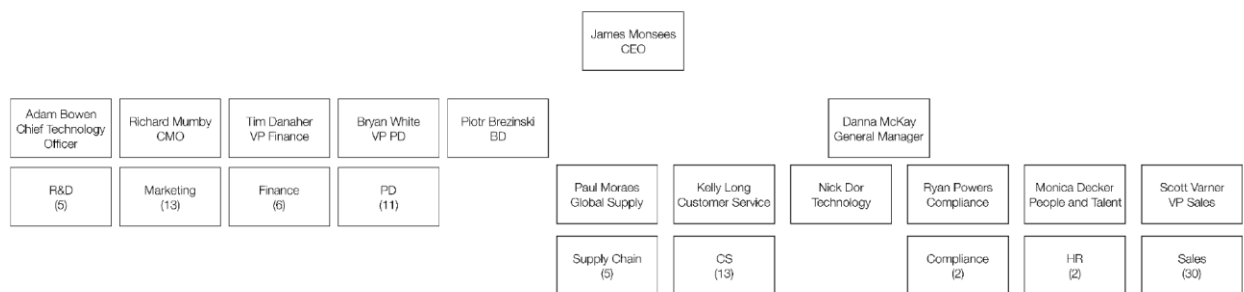 James Monsees
CEO
Adam Bowen
Chief Technology
Officer
Richard Mumby
CMO
Tim Danaher
VP Finance
Bryan White
VP PD
Piotr Brezinski
BD
Danna McKay
General Manager
R&D
(5)
Marketing
(13)
Finance
(6)
PD
(11)
Paul Moraes
Global Supply
Kelly Long
Customer Service
Nick Dor
Technology
Ryan Powers
Compliance
Monica Decker
People and Talent
Scott Varner
VP Sales
Supply Chain
(5)
CS
(13)
Compliance
(2)
HR
(2)
Sales
(30)